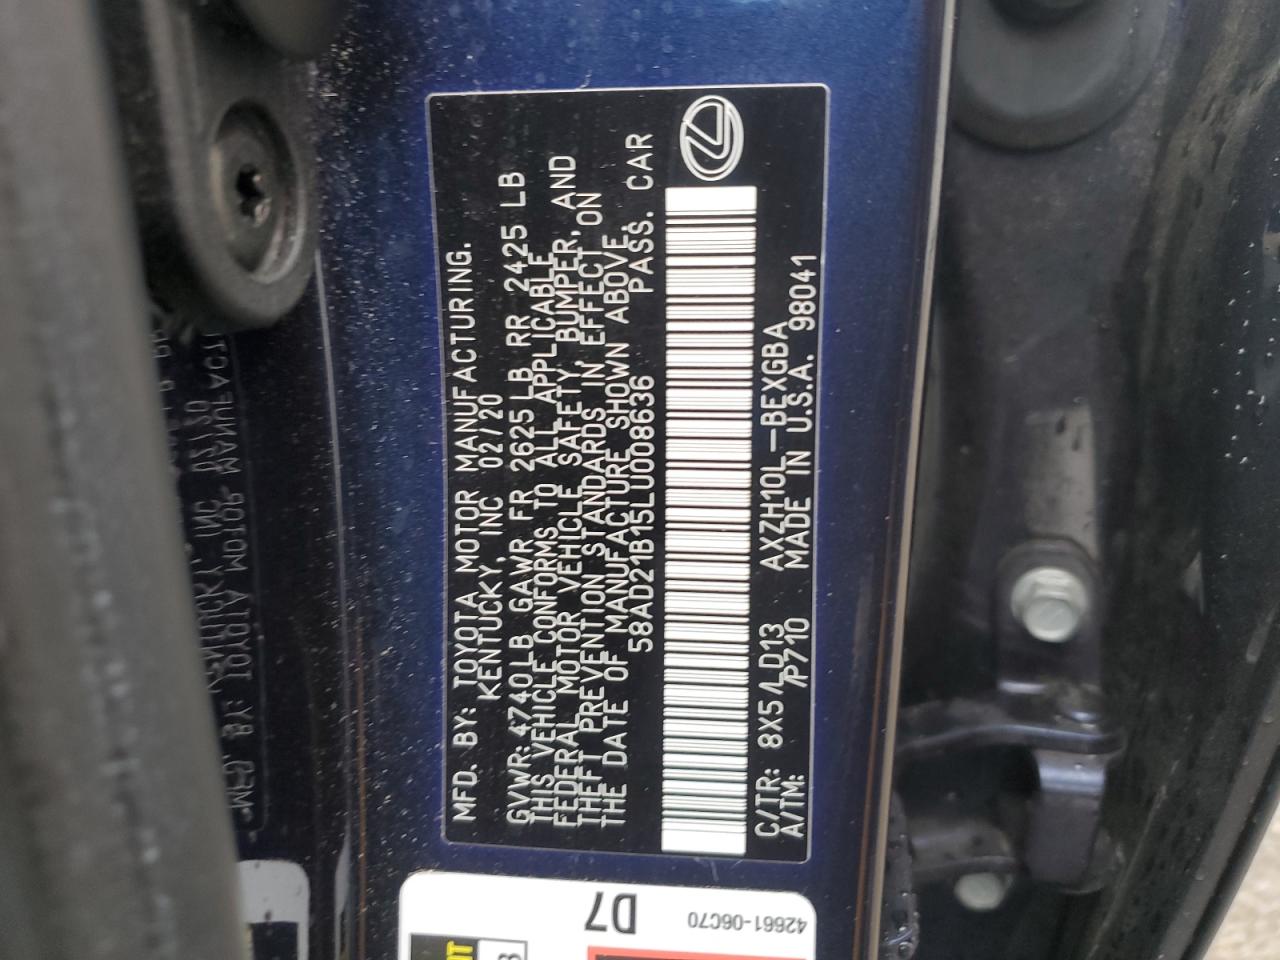 MFD. BY: TOYOTA MOTOR MANUFACTURING.
KENTUCKY, INC 02/20
GVWR: 4740LB GAWR FR 2625LB RR 2425 LB
THIS VEHICLE CONFORMS TO ALL APPLICABLE
FEDERAL MOTOR VEHICLE SAFETY, BUMPER, AND
THEFT PREVENTION STANDARDS IN EFFECT ON
THE DATE OF MANUFACTURE SHOWN ABOVE.
58AD21B15LU008636 PASS. CAR
C/TR: 8X5/LD13 AXZH10L-BEXGBA
A/TM: /P710 MADE IN U.S.A. 98041
D7
42661-06C70